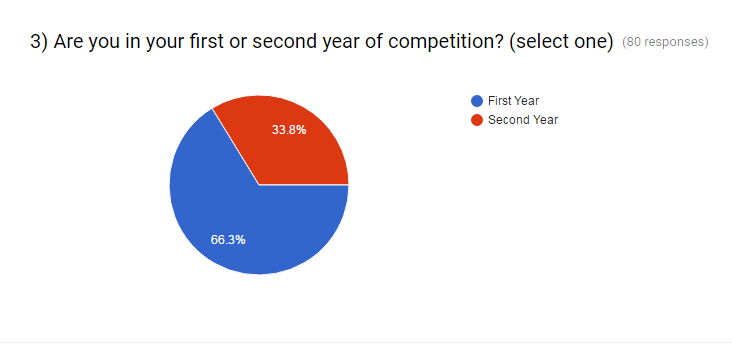 3) Are you in your first or second year of competition? (select one) (80 responses)
First Year
Second Year
33.8%
66.3%